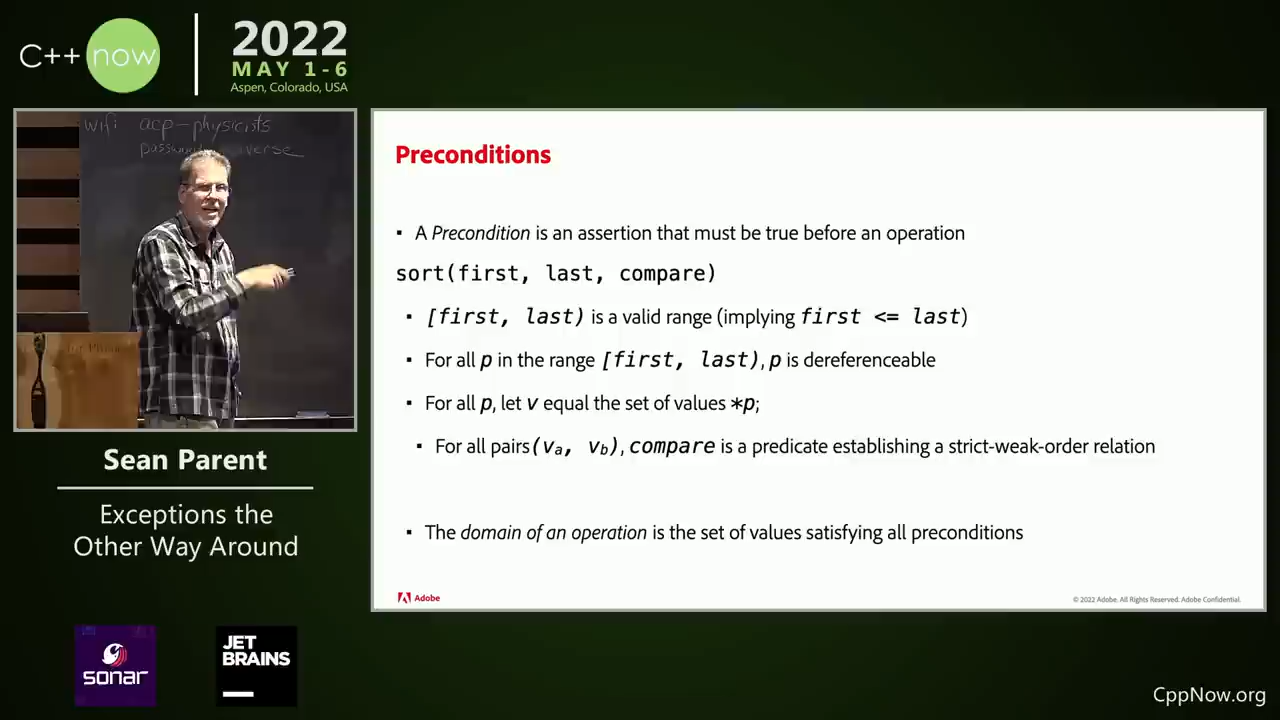 C++ now
2022
MAY 1-6
Aspen, Colorado, USA
wifi acp-physicists
verse
Sean Parent
Exceptions the
Other Way Around
sonar
JET
BRAINS
Preconditions
▪ A Precondition is an assertion that must be true before an operation
sort(first, last, compare)
▪ [first, last) is a valid range (implying first <= last)
▪ For all p in the range [first, last), p is dereferenceable
▪ For all p, let v equal the set of values *p;
▪ For all pairs (vₐ, v_b), compare is a predicate establishing a strict-weak-order relation
▪ The domain of an operation is the set of values satisfying all preconditions
Adobe
© 2022 Adobe. All Rights Reserved. Adobe Confidential.
CppNow.org